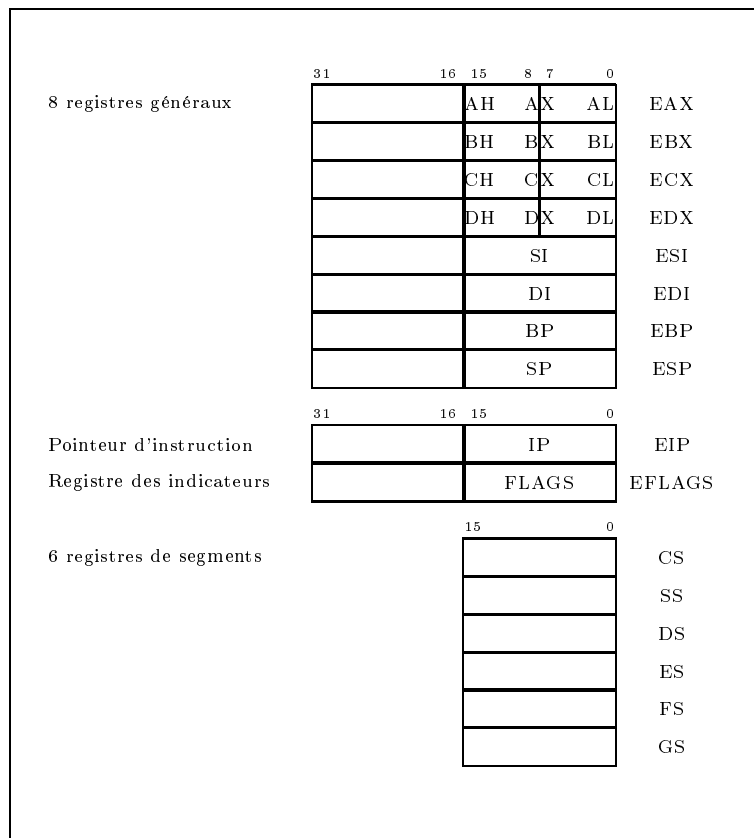 31 16 15 8 7 0
8 registres généraux AH AX AL EAX
BH BX BL EBX
CH CX CL ECX
DH DX DL EDX
SI ESI
DI EDI
BP EBP
SP ESP
31 16 15 0
Pointeur d'instruction IP EIP
Registre des indicateurs FLAGS EFLAGS
15 0
6 registres de segments CS
SS
DS
ES
FS
GS